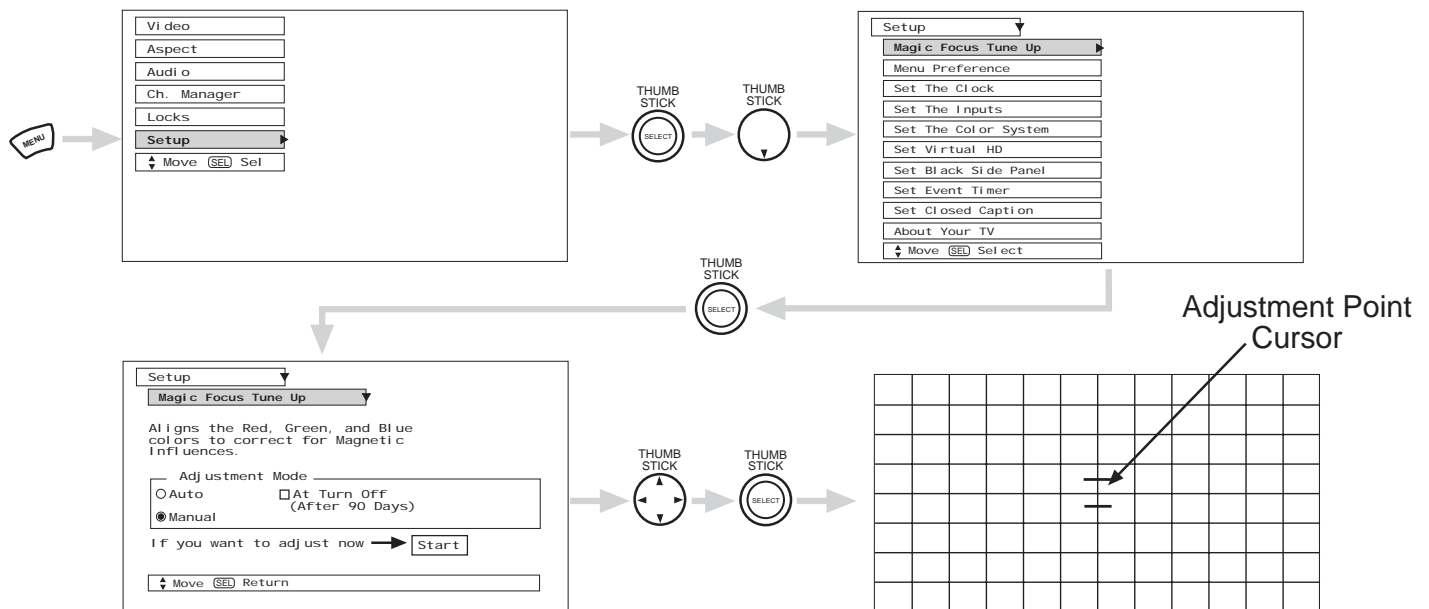 MENU
Video
Aspect
Audio
Ch. Manager
Locks
Setup
Move SEL Sel
THUMB
STICK
SELECT
THUMB
STICK
Setup
Magic Focus Tune Up
Menu Preference
Set The Clock
Set The Inputs
Set The Color System
Set Virtual HD
Set Black Side Panel
Set Event Timer
Set Closed Caption
About Your TV
Move SEL Select
THUMB
STICK
SELECT
Setup
Magic Focus Tune Up
Aligns the Red, Green, and Blue
colors to correct for Magnetic
Influences.
Adjustment Mode
Auto
At Turn Off
(After 90 Days)
Manual
If you want to adjust now
Start
Move SEL Return
THUMB
STICK
THUMB
STICK
SELECT
Adjustment Point
Cursor